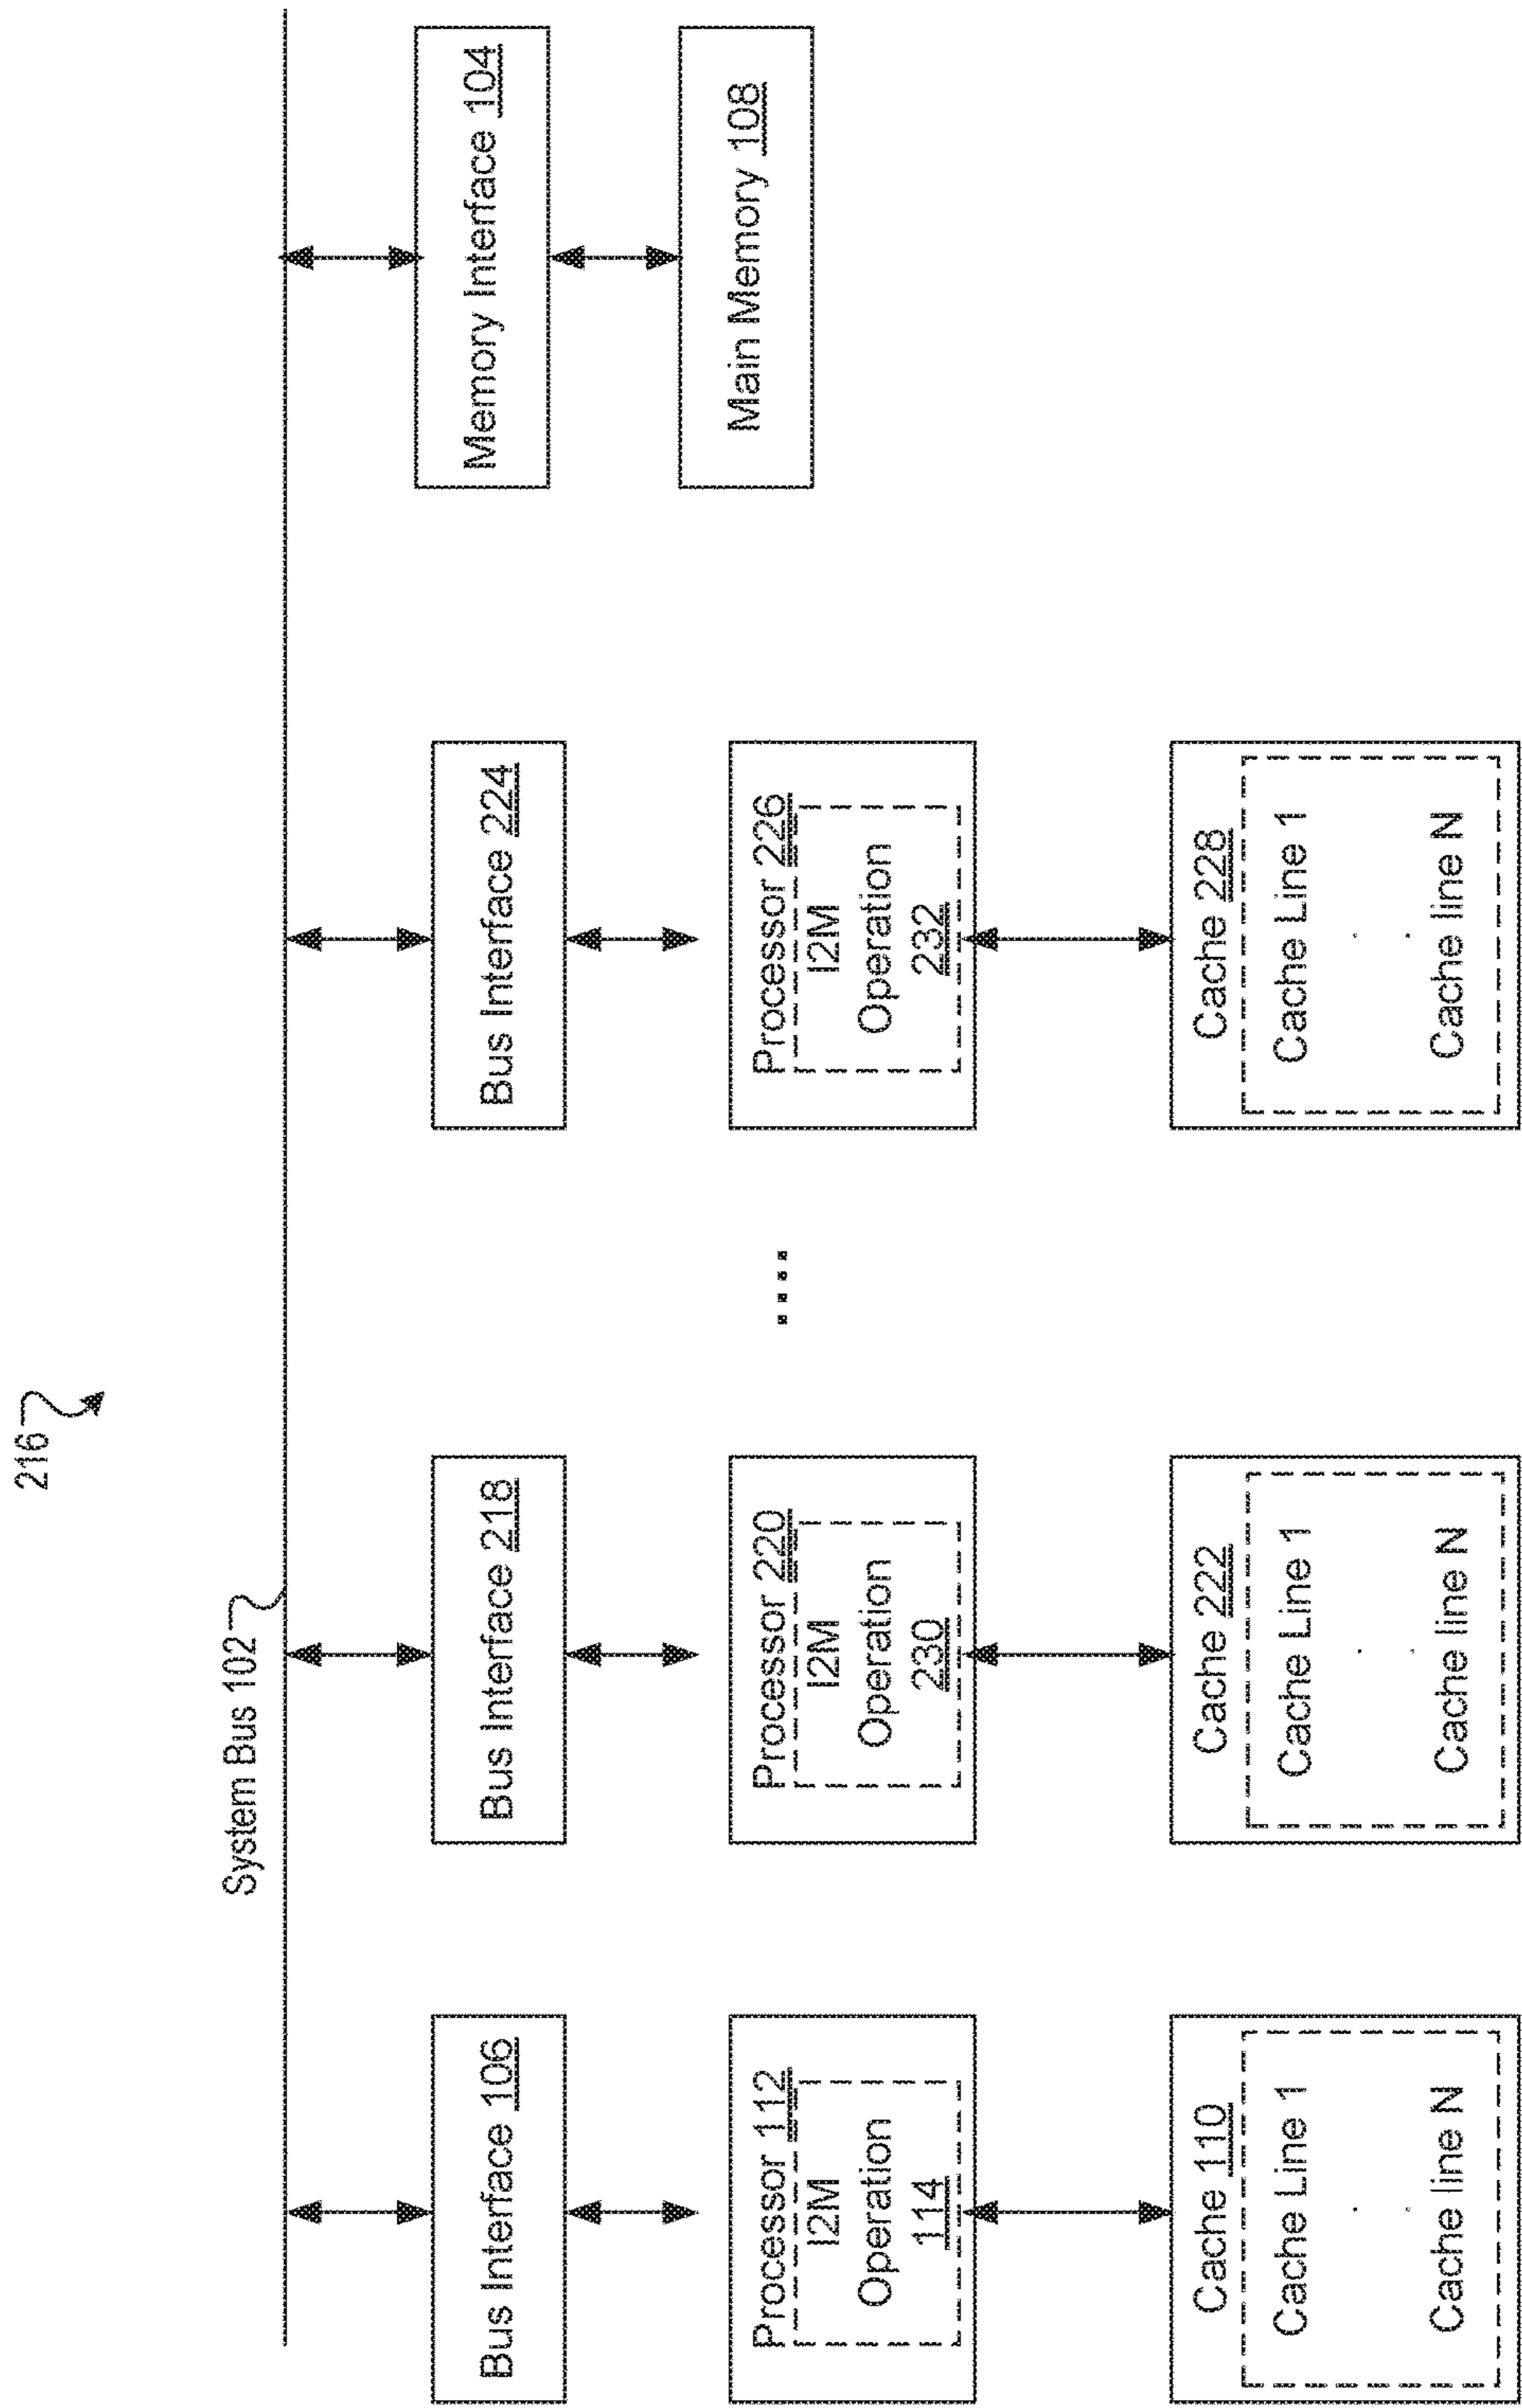 216
System Bus 102
Bus Interface 106
Bus Interface 218
Bus Interface 224
Memory Interface 104
Processor 112
I2M
Operation
114
Processor 220
I2M
Operation
230
....
Processor 226
I2M
Operation
232
Main Memory 108
Cache 110
Cache Line 1
.
.
Cache line N
Cache 222
Cache Line 1
.
.
Cache line N
Cache 228
Cache Line 1
.
.
Cache line N